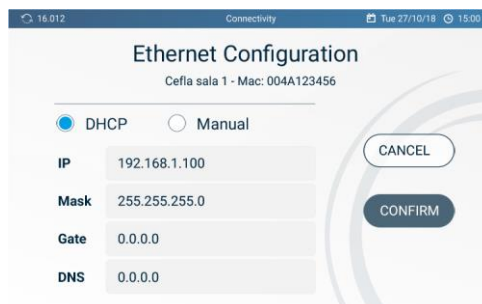 16.012 Connectivity Tue 27/10/18 15:00
Ethernet Configuration
Cefla sala 1 - Mac: 004A123456
DHCP Manual
IP 192.168.1.100
Mask 255.255.255.0
Gate 0.0.0.0
DNS 0.0.0.0
CANCEL
CONFIRM